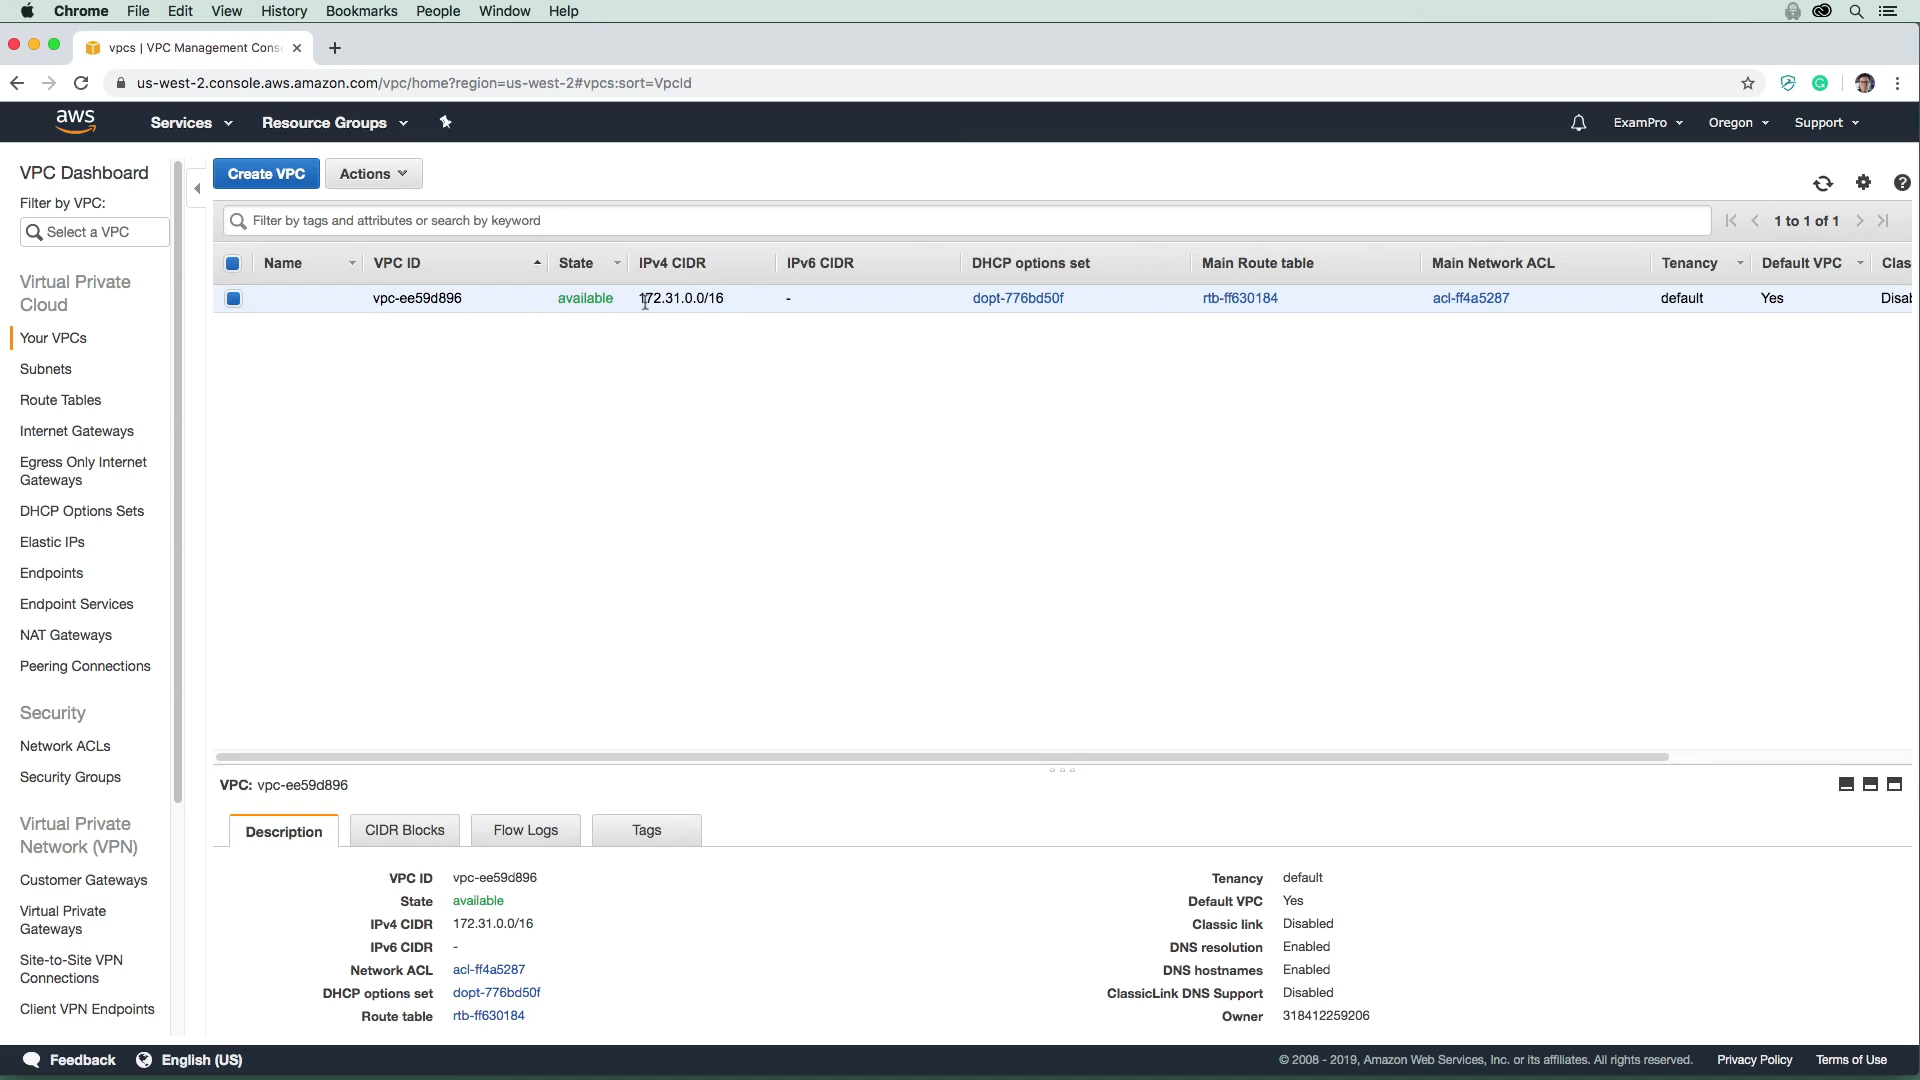 Chrome File Edit View History Bookmarks People Window Help
vpcs | VPC Management Cons
us-west-2.console.aws.amazon.com/vpc/home?region=us-west-2#vpcs:sort=VpcId
aws Services Resource Groups ExamPro Oregon Support
VPC Dashboard
Filter by VPC:
Select a VPC
Virtual Private
Cloud
Your VPCs
Subnets
Route Tables
Internet Gateways
Egress Only Internet
Gateways
DHCP Options Sets
Elastic IPs
Endpoints
Endpoint Services
NAT Gateways
Peering Connections
Security
Network ACLs
Security Groups
Virtual Private
Network (VPN)
Customer Gateways
Virtual Private
Gateways
Site-to-Site VPN
Connections
Client VPN Endpoints
Create VPC Actions
Filter by tags and attributes or search by keyword 1 to 1 of 1
Name VPC ID State IPv4 CIDR IPv6 CIDR DHCP options set Main Route table Main Network ACL Tenancy Default VPC Clas
vpc-ee59d896 available 172.31.0.0/16 - dopt-776bd50f rtb-ff630184 acl-ff4a5287 default Yes Disab
VPC: vpc-ee59d896
Description CIDR Blocks Flow Logs Tags
VPC ID vpc-ee59d896 Tenancy default
State available Default VPC Yes
IPv4 CIDR 172.31.0.0/16 Classic link Disabled
IPv6 CIDR - DNS resolution Enabled
Network ACL acl-ff4a5287 DNS hostnames Enabled
DHCP options set dopt-776bd50f ClassicLink DNS Support Disabled
Route table rtb-ff630184 Owner 318412259206
Feedback English (US) © 2008 - 2019, Amazon Web Services, Inc. or its affiliates. All rights reserved. Privacy Policy Terms of Use